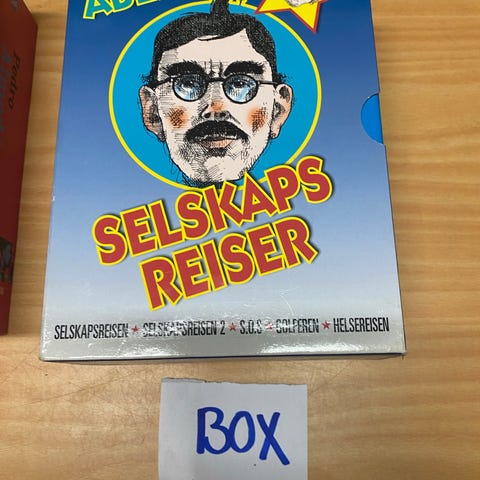 SELSKAPS
REISER
SELSKAPSREISEN ★ SELSKAPSREISEN 2 ★ S.O.S ★ GOLFEREN ★ HELSEREISEN
BOX